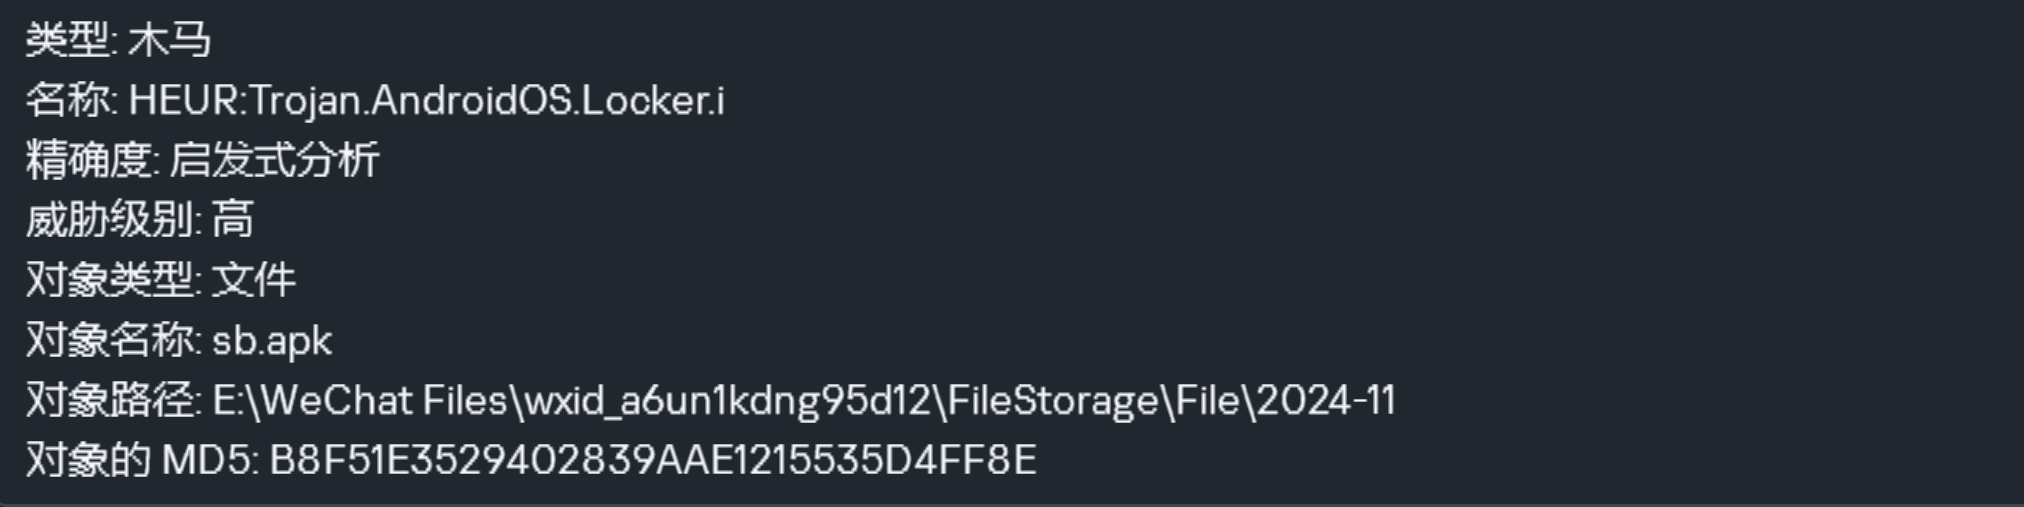 类型: 木马
名称: HEUR:Trojan.AndroidOS.Locker.i
精确度: 启发式分析
威胁级别: 高
对象类型: 文件
对象名称: sb.apk
对象路径: E:\WeChat Files\wxid_a6un1kdng95d12\FileStorage\File\2024-11
对象的 MD5: B8F51E3529402839AAE1215535D4FF8E